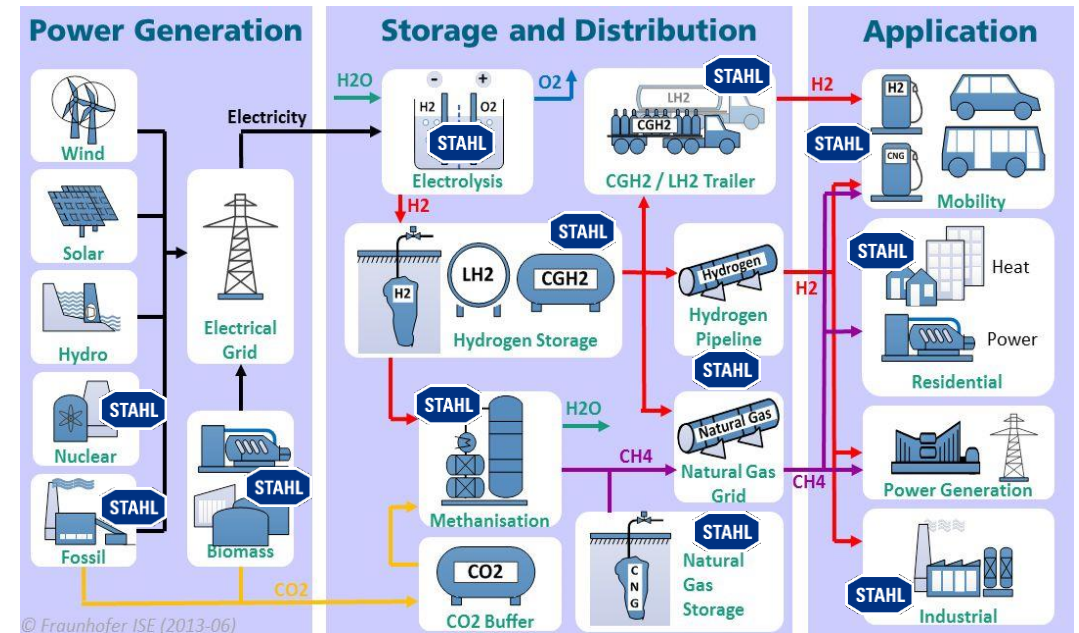 Power Generation
Wind
Solar
Hydro
Nuclear
STAHL
Fossil
STAHL
Electricity
Electrical
Grid
STAHL
Biomass
CO2
© Fraunhofer ISE (2013-06)
Storage and Distribution
H2O
- +
H2 O2
STAHL
Electrolysis
O2
STAHL
LH2
CGH2
CGH2 / LH2 Trailer
H2
H2
STAHL
H2
LH2
CGH2
Hydrogen Storage
Hydrogen
Hydrogen
Pipeline
H2
STAHL
STAHL
H2O
Methanisation
CH4
Natural Gas
Natural Gas
Grid
CH4
CO2
CO2 Buffer
STAHL
C
N
G
Natural
Gas
Storage
Application
H2
STAHL
CNG
Mobility
STAHL
Heat
Power
Residential
Power Generation
STAHL
Industrial